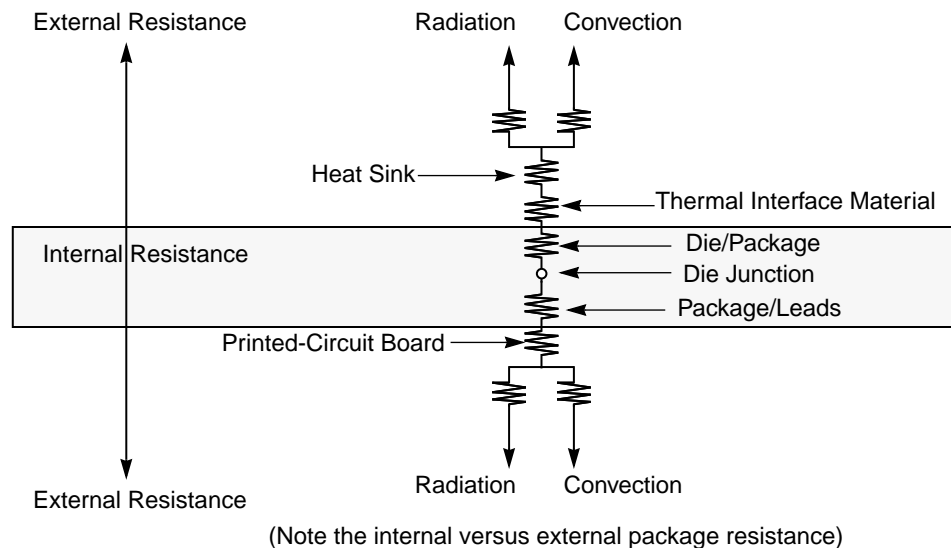 External Resistance
Radiation
Convection
Heat Sink
Thermal Interface Material
Internal Resistance
Die/Package
Die Junction
Package/Leads
Printed-Circuit Board
Radiation
Convection
External Resistance
(Note the internal versus external package resistance)